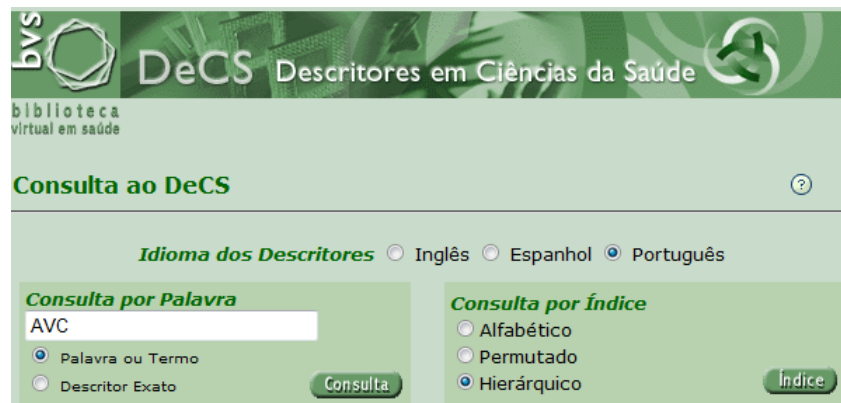 bvs
DeCS Descritores em Ciências da Saúde
biblioteca
virtual em saúde
Consulta ao DeCS
?
Idioma dos Descritores Inglês Espanhol Português
Consulta por Palavra
AVC
Palavra ou Termo
Descritor Exato
Consulta
Consulta por Índice
Alfabético
Permutado
Hierárquico
Índice